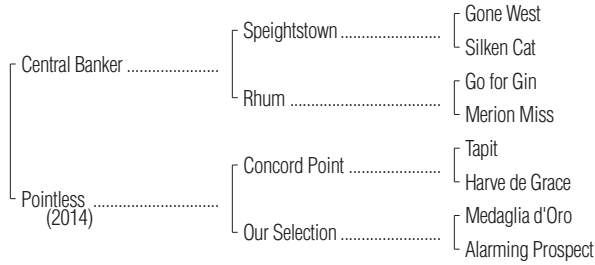 Gone West
Speightstown
Silken Cat
Central Banker
Go for Gin
Rhum
Merion Miss
Tapit
Concord Point
Harve de Grace
Pointless
(2014)
Medaglia d'Oro
Our Selection
Alarming Prospect